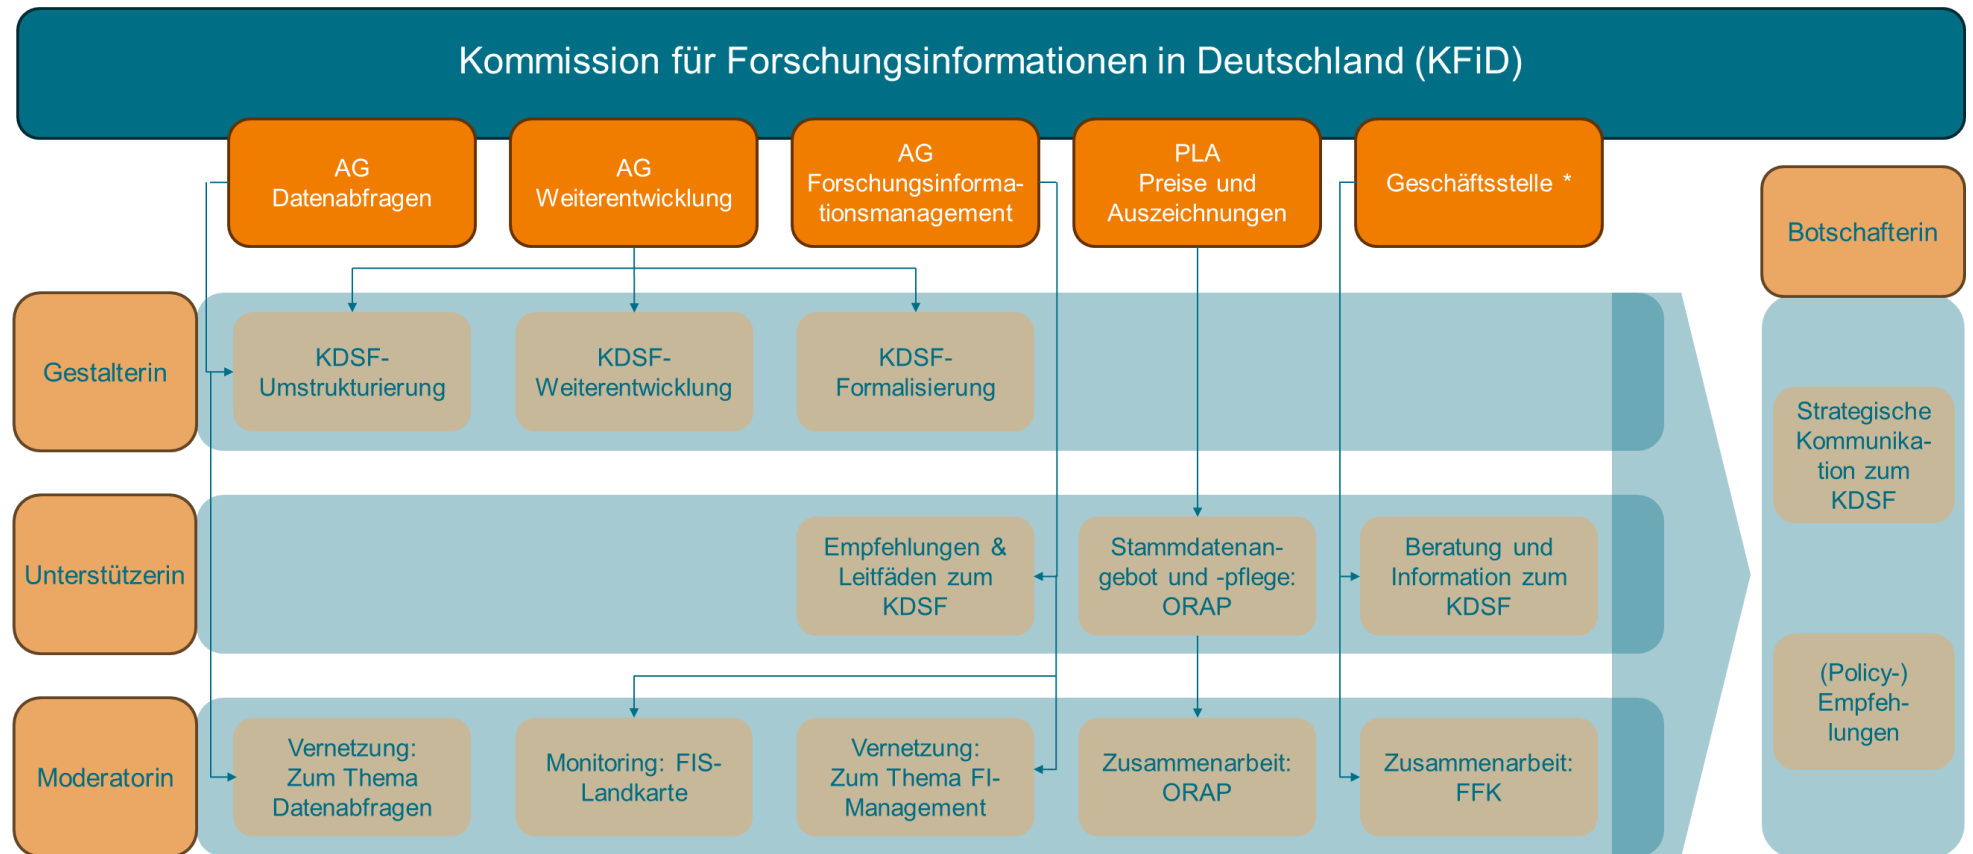 Kommission für Forschungsinformationen in Deutschland (KFiD)
AG
Datenabfragen
AG
Weiterentwicklung
AG
Forschungsinforma-
tionsmanagement
PLA
Preise und
Auszeichnungen
Geschäftsstelle *
Botschafterin
Gestalterin
KDSF-
Umstrukturierung
KDSF-
Weiterentwicklung
KDSF-
Formalisierung
Strategische
Kommunika-
tion zum
KDSF
Unterstützerin
Empfehlungen &
Leitfäden zum
KDSF
Stammdatenan-
gebot und -pflege:
ORAP
Beratung und
Information zum
KDSF
(Policy-)
Empfeh-
lungen
Moderatorin
Vernetzung:
Zum Thema
Datenabfragen
Monitoring: FIS-
Landkarte
Vernetzung:
Zum Thema FI-
Management
Zusammenarbeit:
ORAP
Zusammenarbeit:
FFK